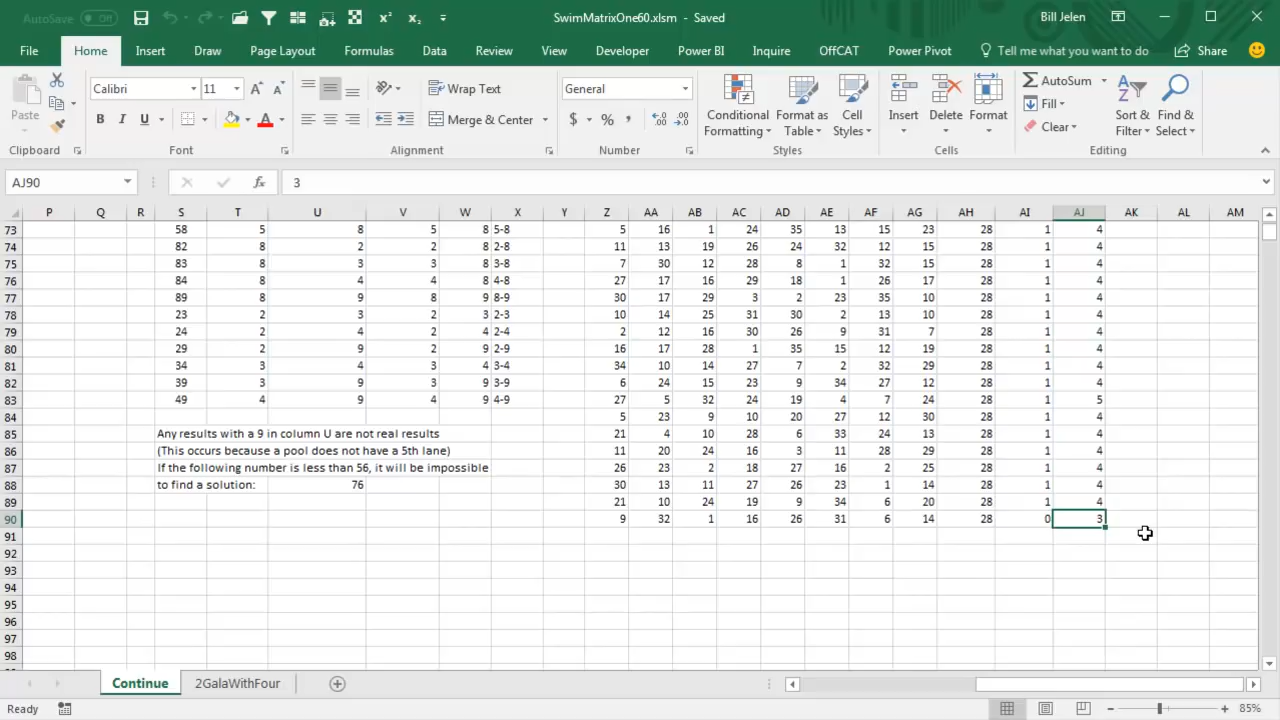 AutoSave Off SwimMatrixOne60.xlsm - Saved Bill Jelen
File Home Insert Draw Page Layout Formulas Data Review View Developer Power BI Inquire OffCAT Power Pivot Tell me what you want to do Share
Paste Calibri 11 Wrap Text General Conditional Formatting Format as Table Cell Styles Insert Delete Format AutoSum Fill Clear Sort & Filter Find & Select
B I U A Merge & Center $ % ,
Clipboard Font Alignment Number Styles Cells Editing
AJ90 fx 3
P Q R S T U V W X Y Z AA AB AC AD AE AF AG AH AI AJ AK AL AM
73 58 5 8 5 8 5-8 5 16 1 24 35 13 15 23 28 1 4
74 82 8 2 2 8 2-8 11 13 19 26 24 32 12 15 28 1 4
75 83 8 3 3 8 3-8 7 30 12 28 8 1 32 15 28 1 4
76 84 8 4 4 8 4-8 27 17 16 29 18 1 26 17 28 1 4
77 89 8 9 8 9 8-9 30 17 29 3 2 23 35 10 28 1 4
78 23 2 3 2 3 2-3 10 14 25 31 30 2 13 10 28 1 4
79 24 2 4 2 4 2-4 2 12 16 30 26 9 31 7 28 1 4
80 29 2 9 2 9 2-9 16 17 28 1 35 15 12 19 28 1 4
81 34 3 4 3 4 3-4 34 10 14 27 7 2 32 29 28 1 4
82 39 3 9 3 9 3-9 6 24 15 23 9 34 27 12 28 1 4
83 49 4 9 4 9 4-9 27 5 32 24 19 4 7 24 28 1 5
84 5 23 9 10 20 27 12 30 28 1 4
85 Any results with a 9 in column U are not real results 21 4 10 28 6 33 24 13 28 1 4
86 (This occurs because a pool does not have a 5th lane) 11 20 24 16 3 11 28 29 28 1 4
87 If the following number is less than 56, it will be impossible 26 23 2 18 27 16 2 25 28 1 4
88 to find a solution: 76 30 13 11 27 26 23 1 14 28 1 4
89 21 10 24 19 9 34 6 20 28 1 4
90 9 32 1 16 26 31 6 14 28 0 3
91
92
93
94
95
96
97
98
Continue 2GalaWithFour
Ready 85%